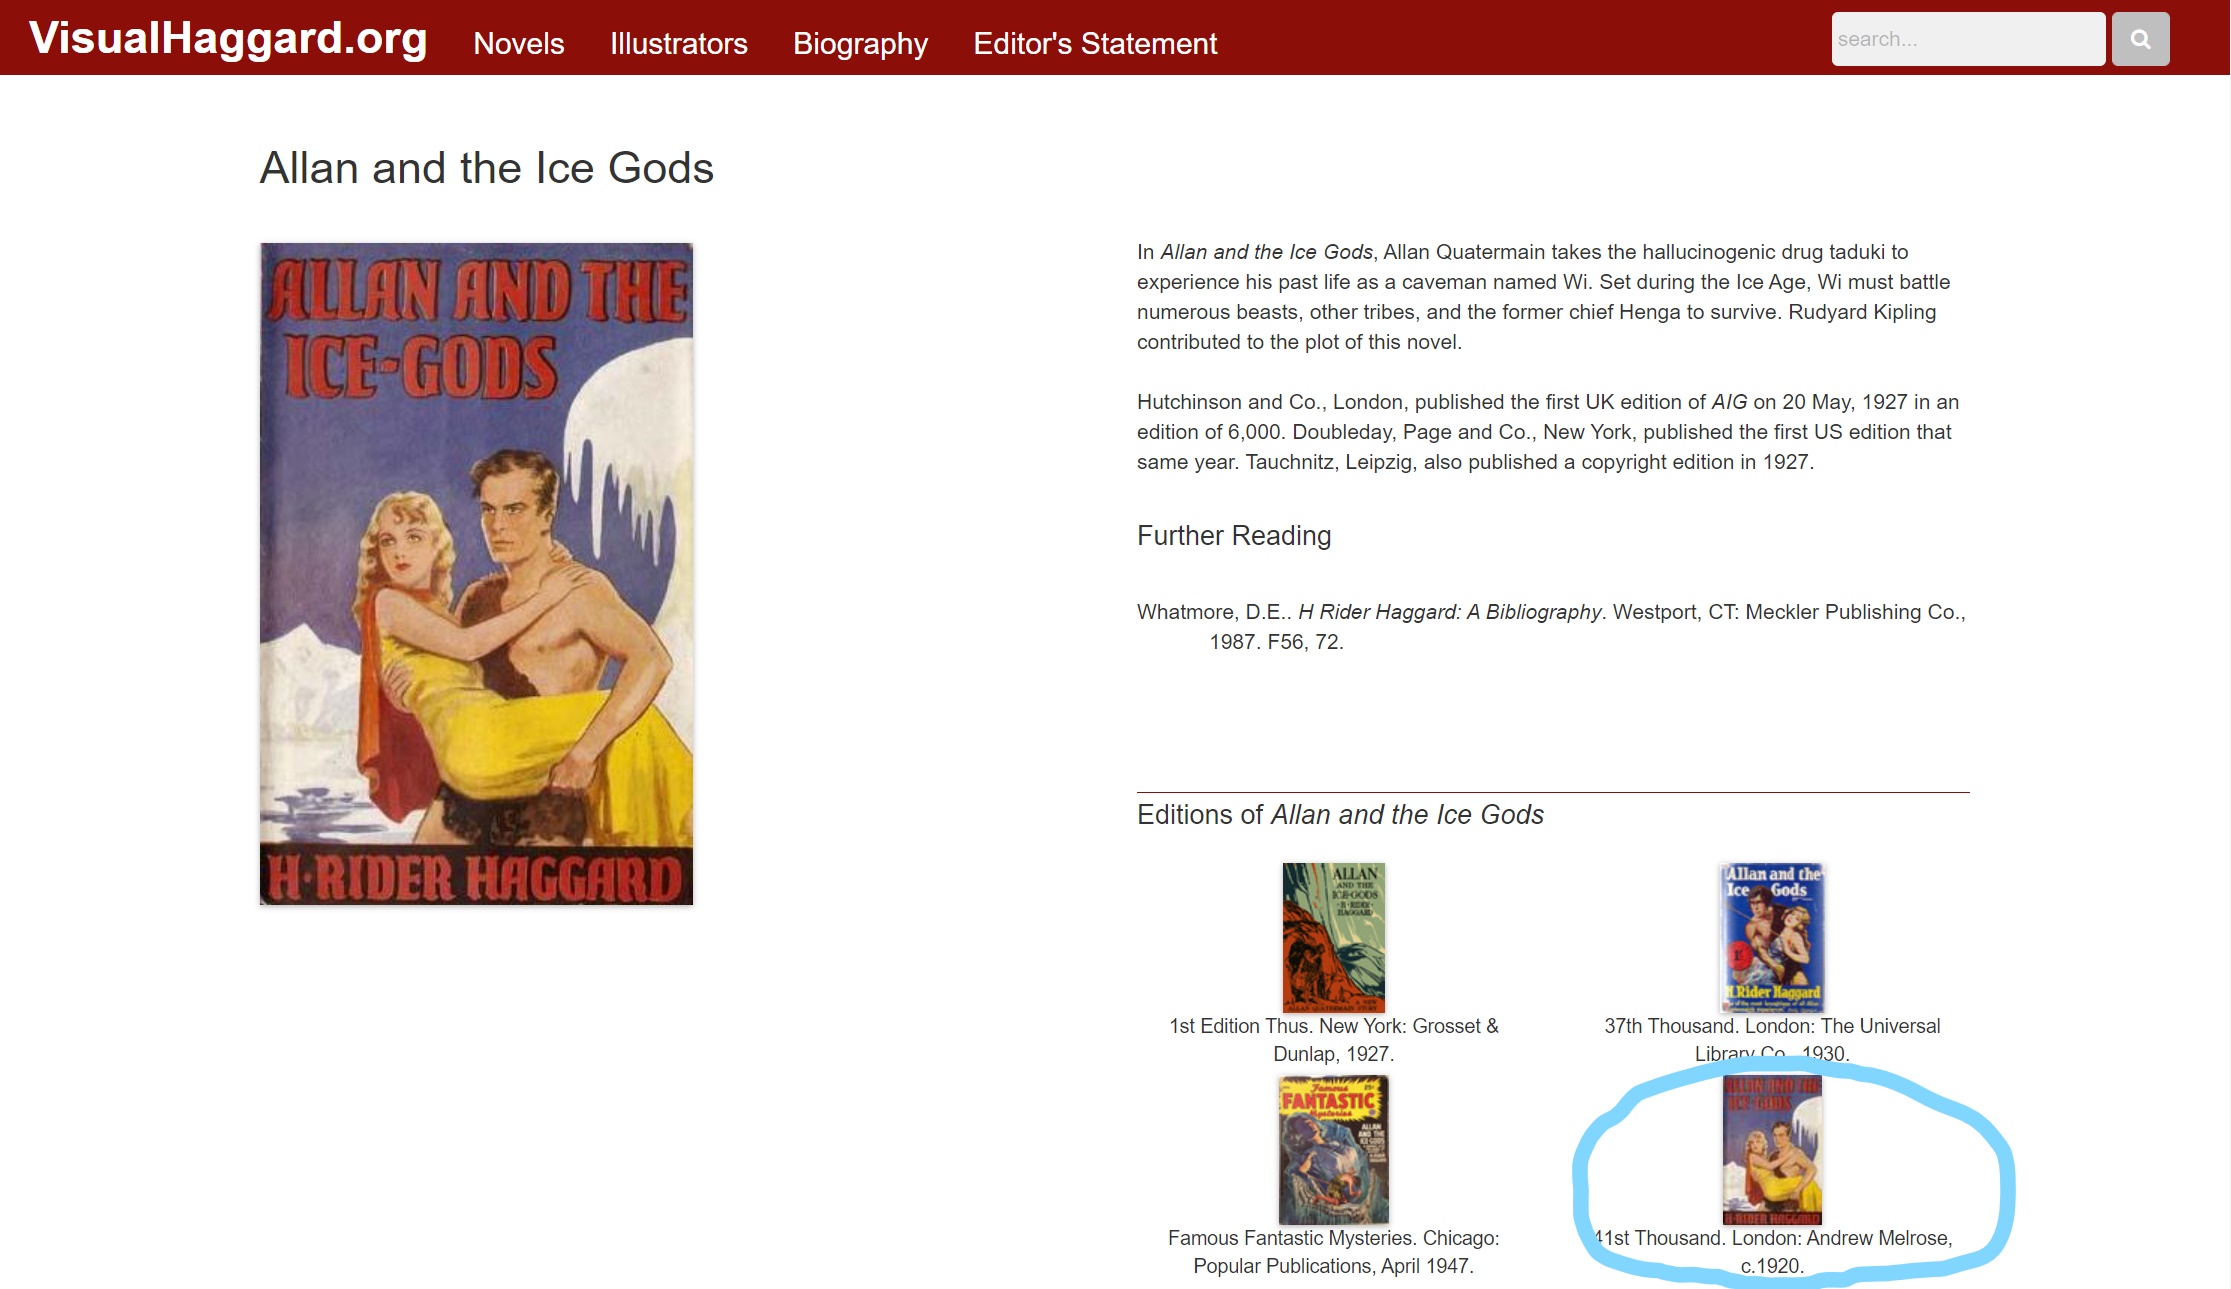 VisualHaggard.org Novels Illustrators Biography Editor's Statement search...
Allan and the Ice Gods
ALLAN AND THE
ICE-GODS
H·RIDER HAGGARD
In Allan and the Ice Gods, Allan Quatermain takes the hallucinogenic drug taduki to
experience his past life as a caveman named Wi. Set during the Ice Age, Wi must battle
numerous beasts, other tribes, and the former chief Henga to survive. Rudyard Kipling
contributed to the plot of this novel.
Hutchinson and Co., London, published the first UK edition of AIG on 20 May, 1927 in an
edition of 6,000. Doubleday, Page and Co., New York, published the first US edition that
same year. Tauchnitz, Leipzig, also published a copyright edition in 1927.
Further Reading
Whatmore, D.E.. H Rider Haggard: A Bibliography. Westport, CT: Meckler Publishing Co.,
1987. F56, 72.
Editions of Allan and the Ice Gods
ALLAN
AND THE
ICE-GODS
H·RIDER
HAGGARD
A NEW
ALLAN QUATERMAIN STORY
1st Edition Thus. New York: Grosset &
Dunlap, 1927.
Allan and the
Ice Gods
H Rider Haggard
37th Thousand. London: The Universal
Library Co., 1930.
Famous
FANTASTIC
Mysteries
25¢
ALLAN
AND THE
ICE GODS
Famous Fantastic Mysteries. Chicago:
Popular Publications, April 1947.
ALLAN AND THE
ICE-GODS
H·RIDER HAGGARD
41st Thousand. London: Andrew Melrose,
c.1920.